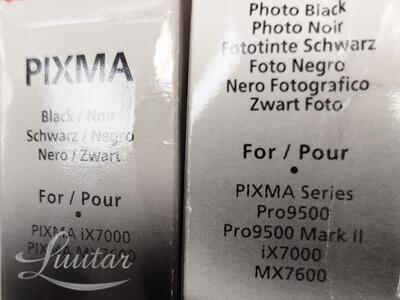 PIXMA
Black / Noir
Schwarz / Negro
Nero / Zwart
For / Pour
•
PIXMA iX7000
PIXMA MX7600
Luutar
Photo Black
Photo Noir
Fototinte Schwarz
Foto Negro
Nero Fotografico
Zwart Foto
For / Pour
•
PIXMA Series
Pro9500
Pro9500 Mark II
iX7000
MX7600